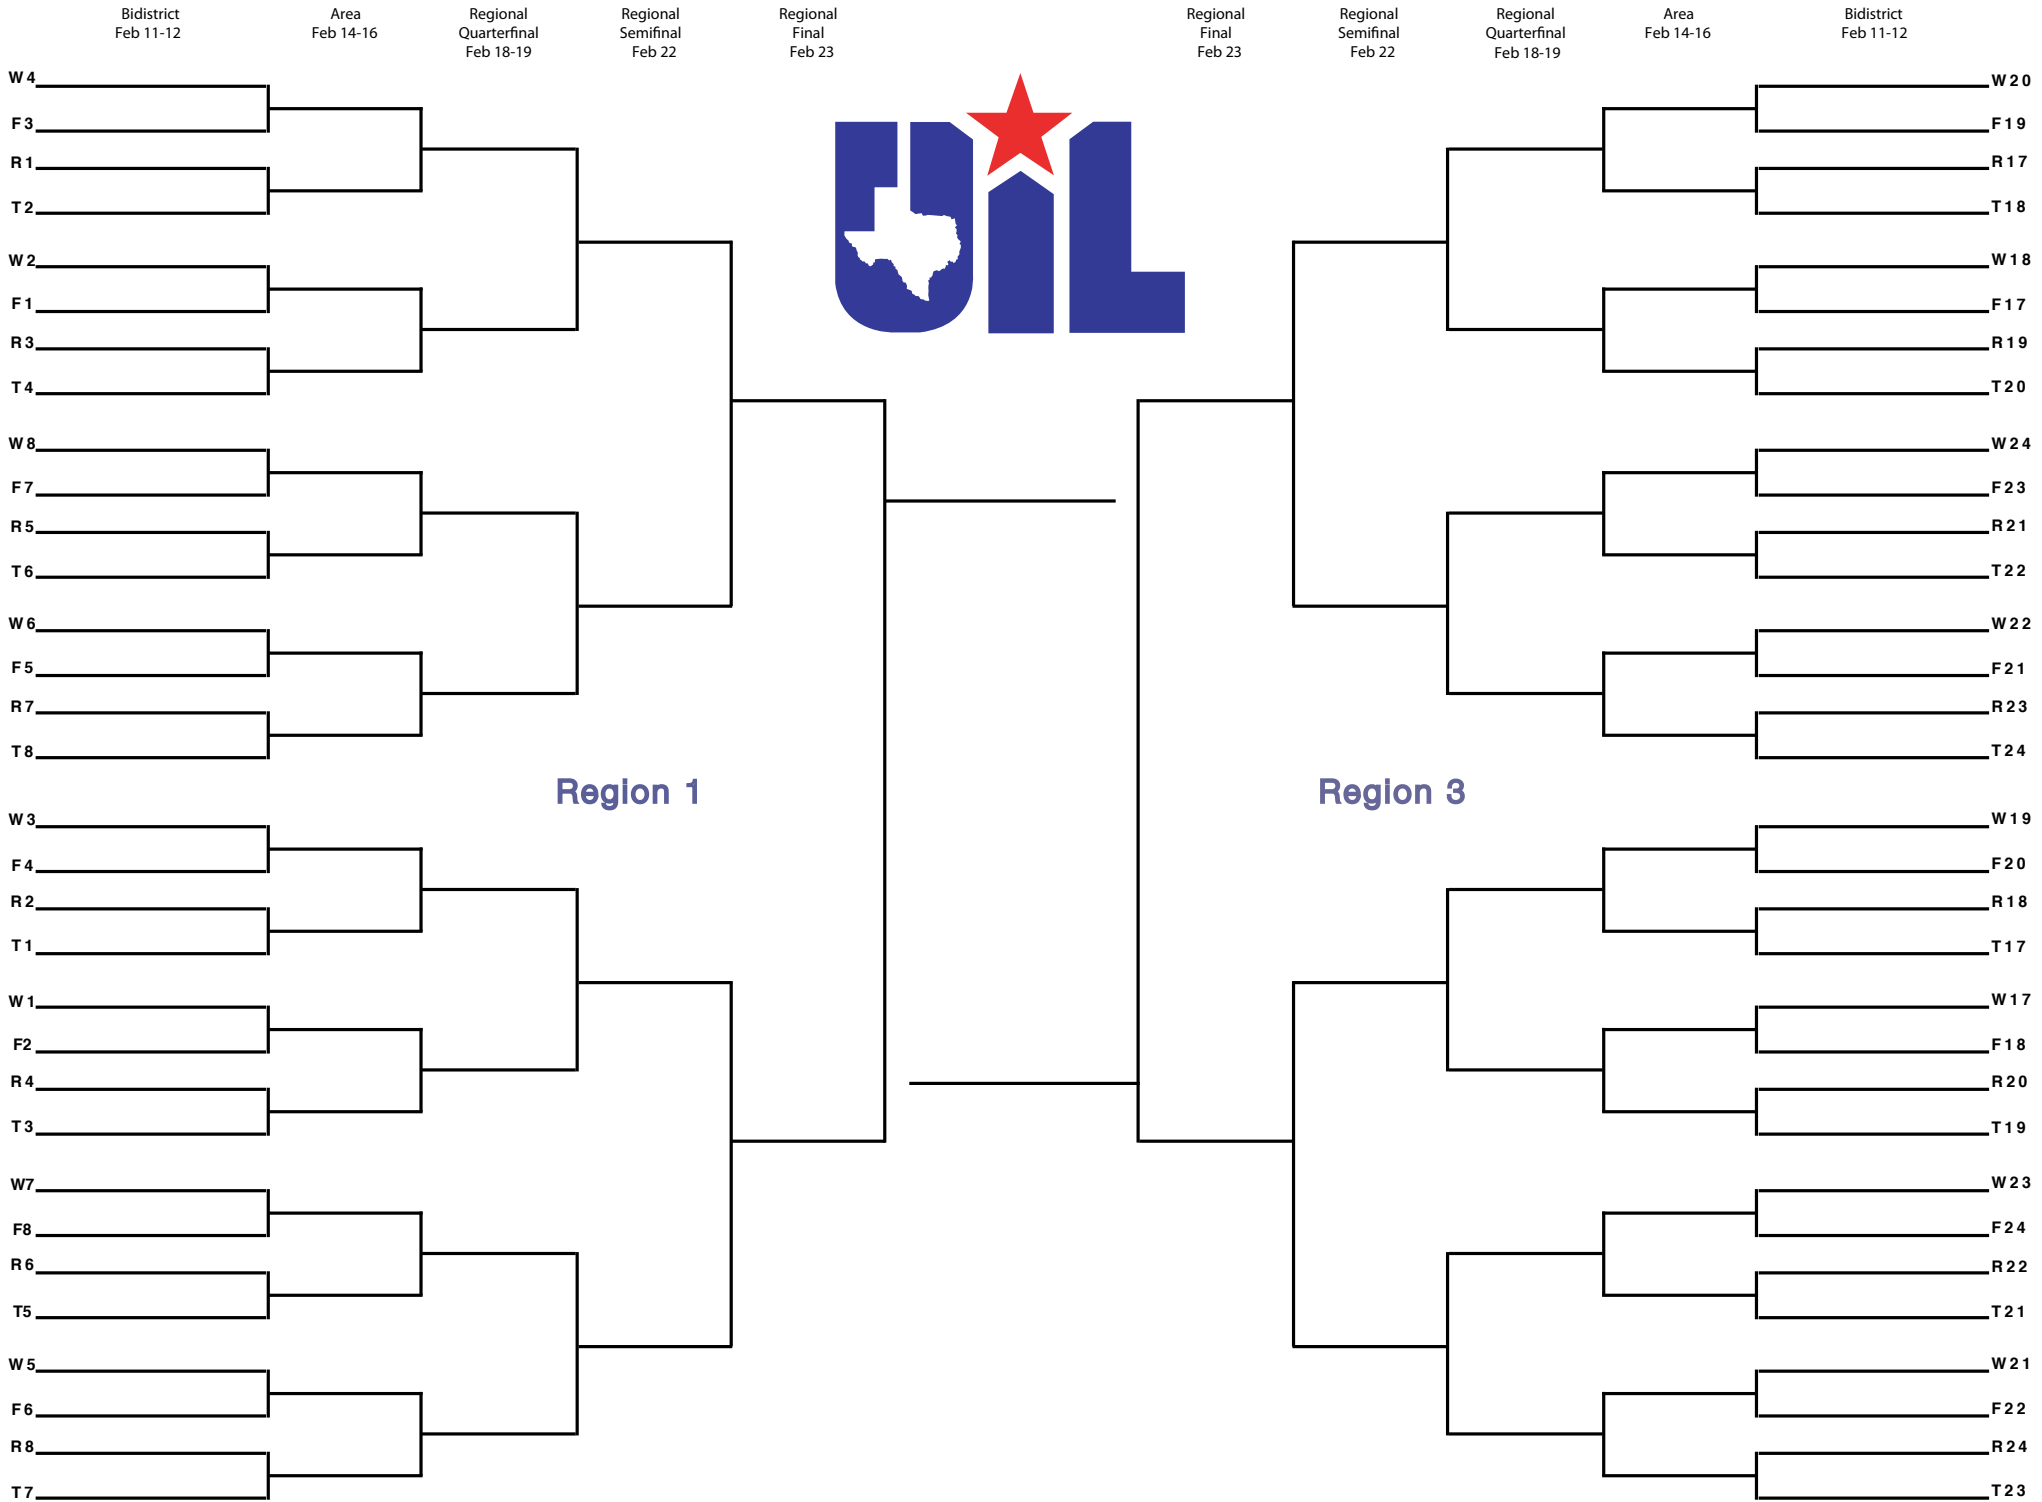 Bidistrict
Feb 11-12
Area
Feb 14-16
Regional
Quarterfinal
Feb 18-19
Regional
Semifinal
Feb 22
Regional
Final
Feb 23
Regional
Final
Feb 23
Regional
Semifinal
Feb 22
Regional
Quarterfinal
Feb 18-19
Area
Feb 14-16
Bidistrict
Feb 11-12
UIL
W4
F3
R1
T2
W2
F1
R3
T4
W8
F7
R5
T6
W6
F5
R7
T8
Region 1
W3
F4
R2
T1
W1
F2
R4
T3
W7
F8
R6
T5
W5
F6
R8
T7
W20
F19
R17
T18
W18
F17
R19
T20
W24
F23
R21
T22
W22
F21
R23
T24
Region 3
W19
F20
R18
T17
W17
F18
R20
T19
W23
F24
R22
T21
W21
F22
R24
T23